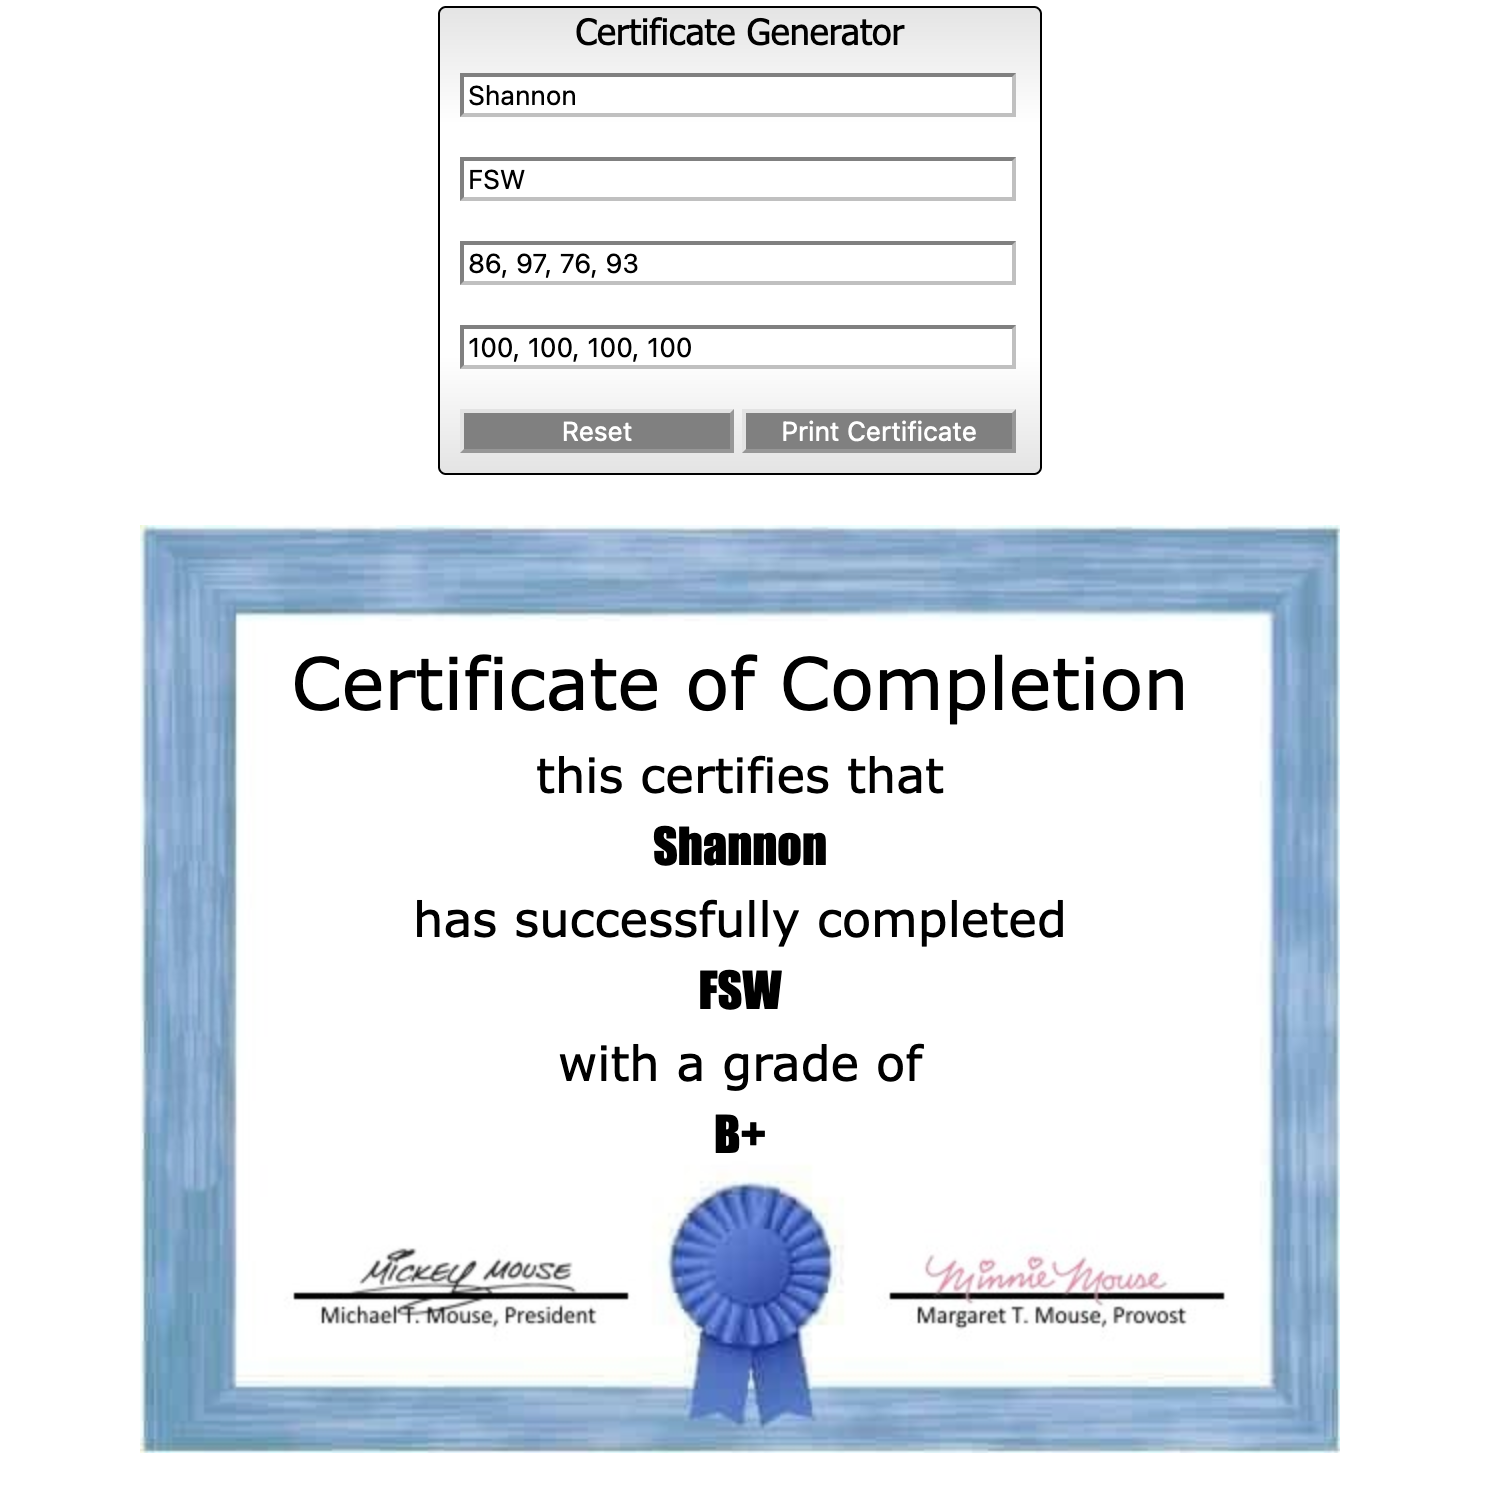 Certificate Generator
Shannon
FSW
86, 97, 76, 93
100, 100, 100, 100
Reset Print Certificate
Certificate of Completion
this certifies that
Shannon
has successfully completed
FSW
with a grade of
B+
Mickey Mouse
Michael T. Mouse, President
Minnie Mouse
Margaret T. Mouse, Provost